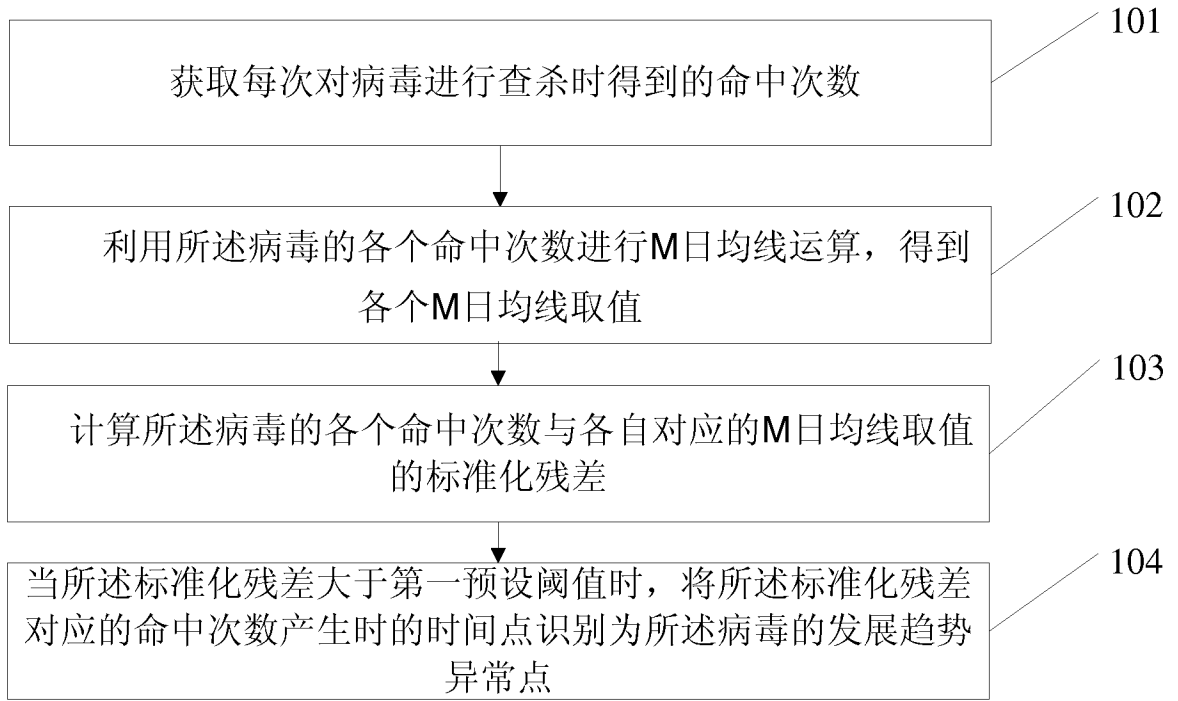 101
获取每次对病毒进行查杀时得到的命中次数
102
利用所述病毒的各个命中次数进行M日均线运算，得到
各个M日均线取值
103
计算所述病毒的各个命中次数与各自对应的M日均线取值
的标准化残差
104
当所述标准化残差大于第一预设阈值时，将所述标准化残差
对应的命中次数产生时的时间点识别为所述病毒的发展趋势
异常点